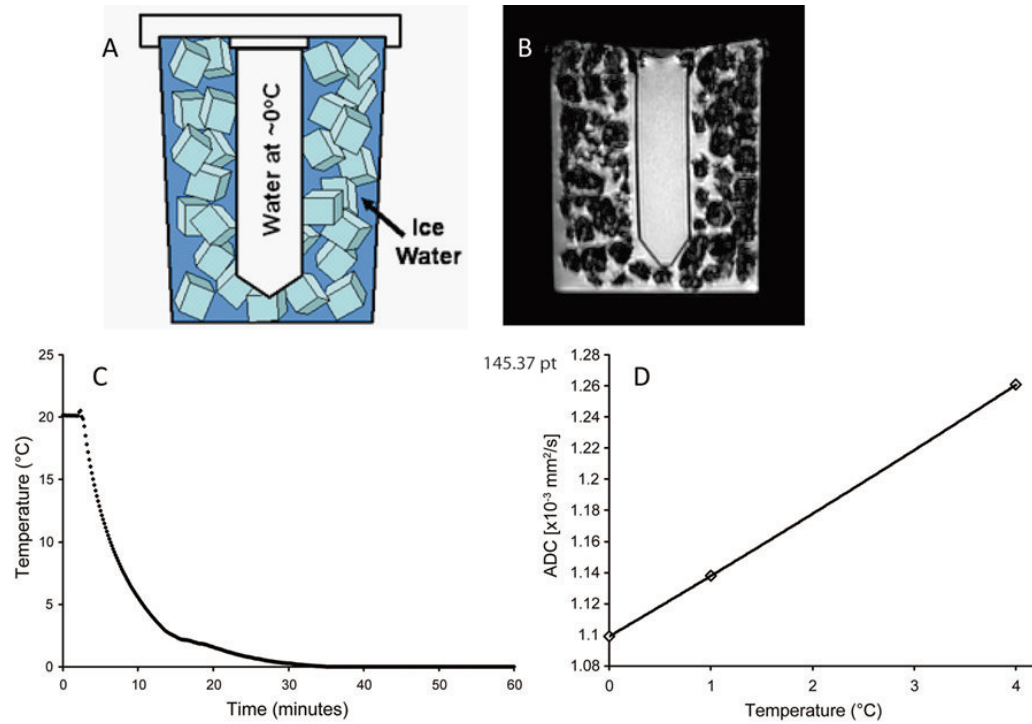 A
Water at ~0°C
Ice
Water
B
145.37 pt
C
25
20
15
10
5
0
Temperature (°C)
0
10
20
30
40
50
60
Time (minutes)
D
1.28
1.26
1.24
1.22
1.2
1.18
1.16
1.14
1.12
1.1
1.08
ADC [x10⁻³ mm²/s]
0
1
2
3
4
Temperature (°C)